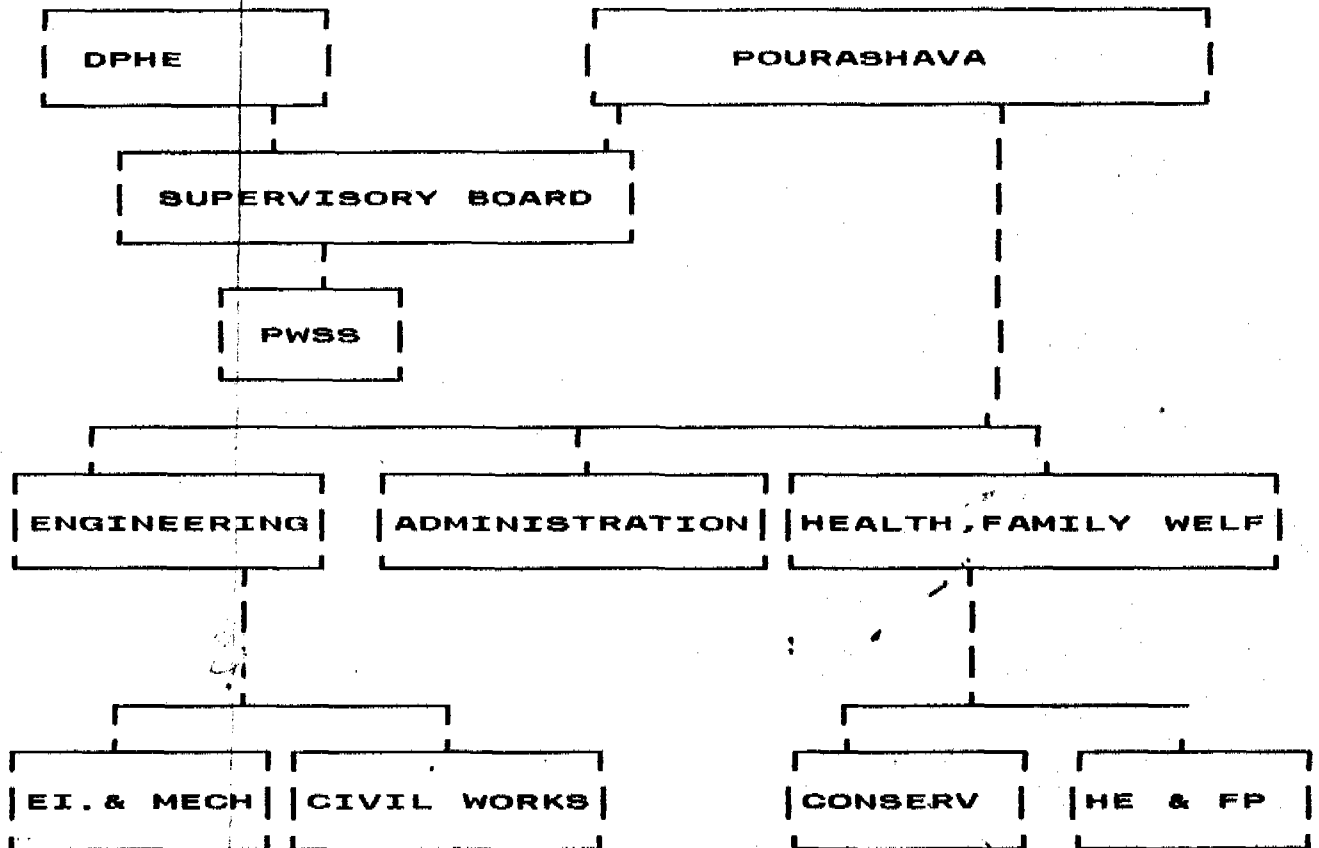 DPHE
POURASHAVA
SUPERVISORY BOARD
PWSS
ENGINEERING
ADMINISTRATION
HEALTH,FAMILY WELF
EI.& MECH
CIVIL WORKS
CONSERV
HE & FP